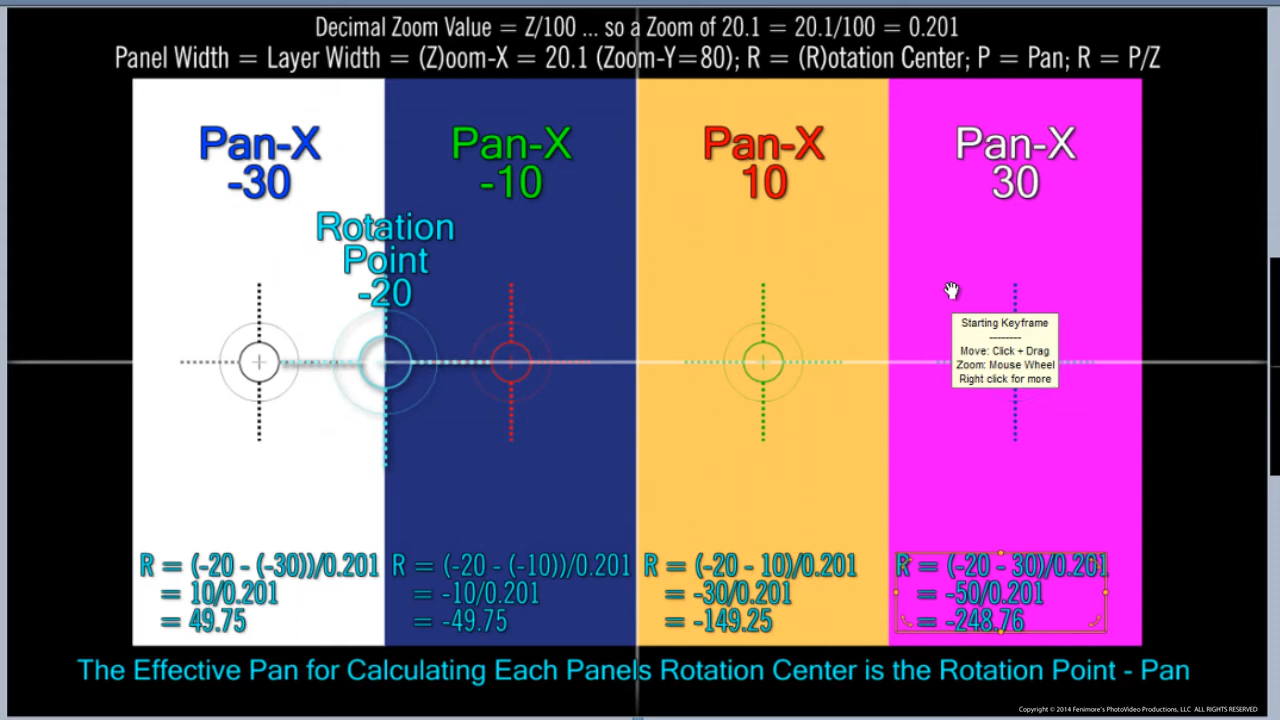 Decimal Zoom Value = Z/100 ... so a Zoom of 20.1 = 20.1/100 = 0.201
Panel Width = Layer Width = (Z)oom-X = 20.1 (Zoom-Y=80); R = (R)otation Center; P = Pan; R = P/Z
Pan-X
-30
Pan-X
-10
Pan-X
10
Pan-X
30
Rotation
Point
-20
Starting Keyframe
--------
Move: Click + Drag
Zoom: Mouse Wheel
Right click for more
R = (-20 - (-30))/0.201
= 10/0.201
= 49.75
R = (-20 - (-10))/0.201
= -10/0.201
= -49.75
R = (-20 - 10)/0.201
= -30/0.201
= -149.25
R = (-20 - 30)/0.201
= -50/0.201
= -248.76
The Effective Pan for Calculating Each Panels Rotation Center is the Rotation Point - Pan
Copyright © 2014 Fenimore's PhotoVideo Productions, LLC ALL RIGHTS RESERVED